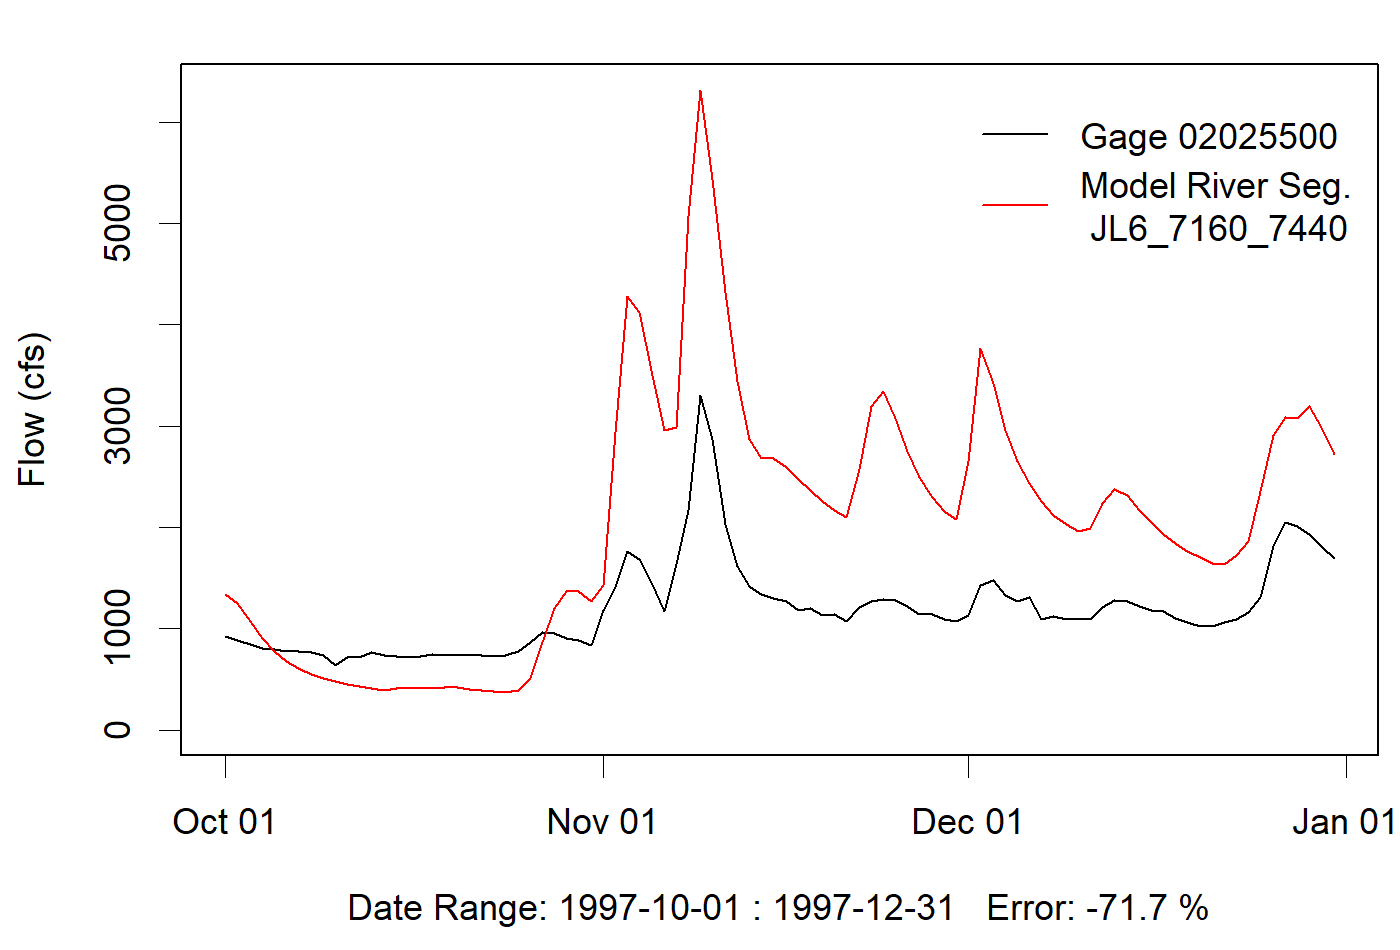 Gage 02025500
Model River Seg.
JL6_7160_7440
Flow (cfs)
5000
3000
1000
0
Oct 01
Nov 01
Dec 01
Jan 01
Date Range: 1997-10-01 : 1997-12-31 Error: -71.7 %